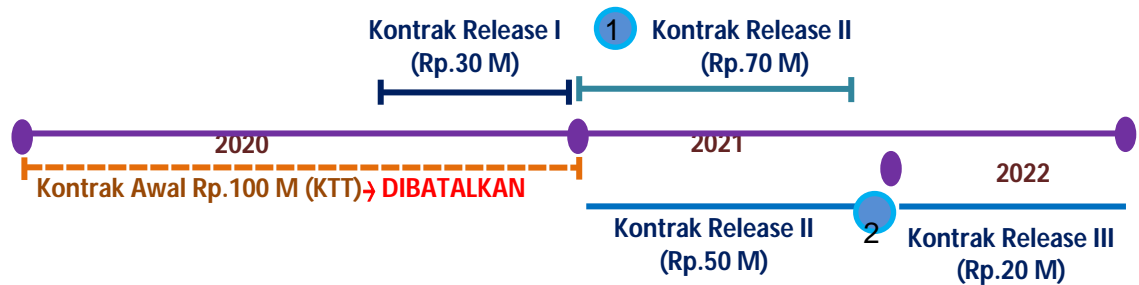 Kontrak Release I
(Rp.30 M)
1
Kontrak Release II
(Rp.70 M)
2020
2021
Kontrak Awal Rp.100 M (KTT)→ DIBATALKAN
2022
Kontrak Release II
(Rp.50 M)
2
Kontrak Release III
(Rp.20 M)